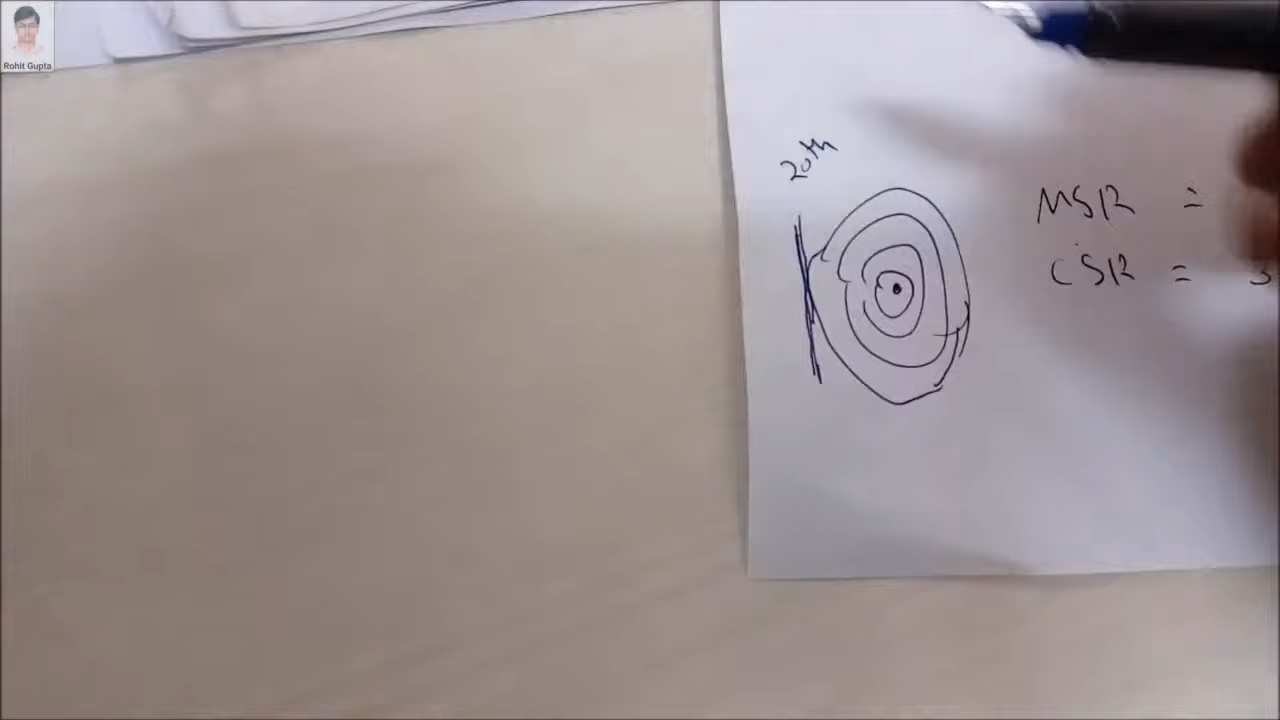 Rohit Gupta
20th
MSR =
CSR =